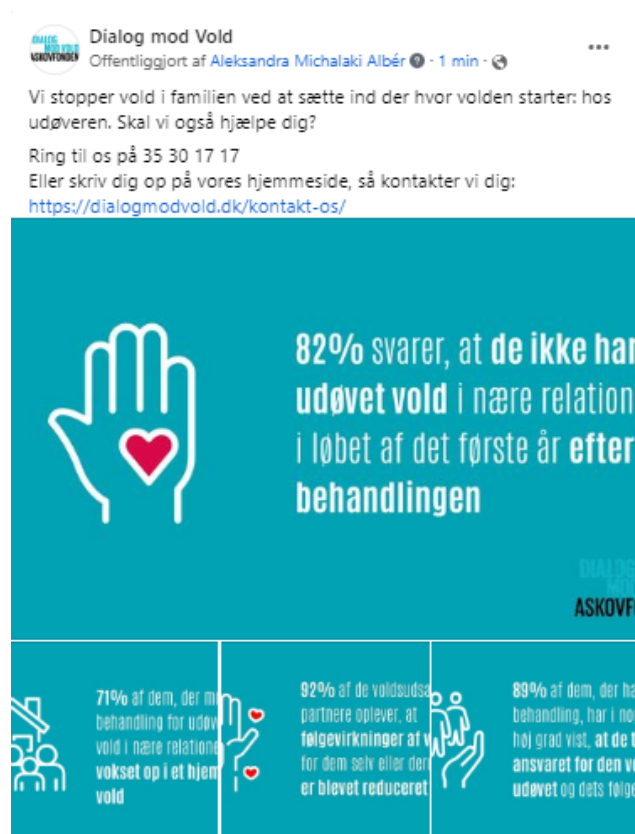 Dialog mod Vold
Offentliggjort af Aleksandra Michalaki Albér · 1 min ·
Vi stopper vold i familien ved at sætte ind der hvor volden starter: hos
udøveren. Skal vi også hjælpe dig?
Ring til os på 35 30 17 17
Eller skriv dig op på vores hjemmeside, så kontakter vi dig:
https://dialogmodvold.dk/kontakt-os/
82% svarer, at de ikke har
udøvet vold i nære relation
i løbet af det første år efter
behandlingen
DIALOG
MOD
ASKOVF
71% af dem, der m
behandling for udøv
vold i nære relatione
vokset op i et hjem
vold
92% af de voldsudsa
partnere oplever, at
følgevirkninger af v
for dem selv eller der
er blevet reduceret
89% af dem, der ha
behandling, har i no
høj grad vist, at de t
ansvaret for den v
udøvet og dets følge